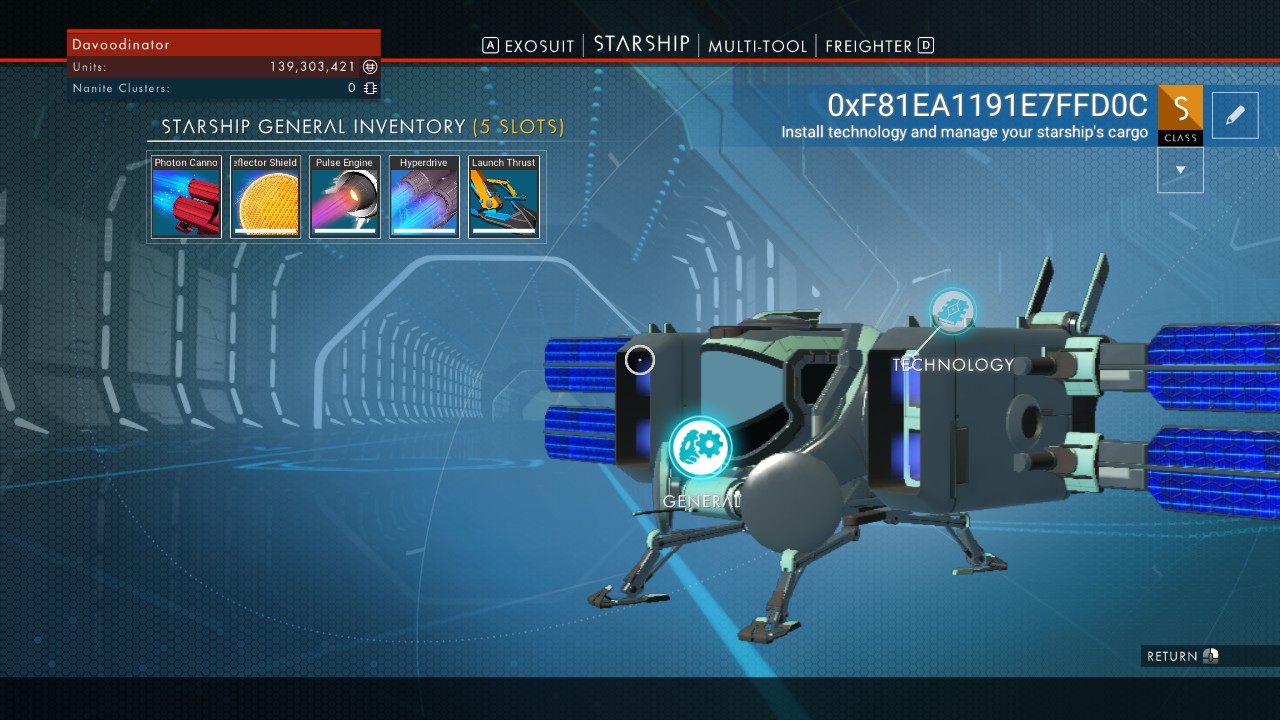 Davoodinator
Units: 139,303,421
Nanite Clusters: 0
A EXOSUIT STARSHIP MULTI-TOOL FREIGHTER D
0xF81EA1191E7FFD0C
Install technology and manage your starship's cargo
S
CLASS
STARSHIP GENERAL INVENTORY (5 SLOTS)
Photon Canno eflector Shield Pulse Engine Hyperdrive Launch Thrust
TECHNOLOGY
GENERAL
RETURN